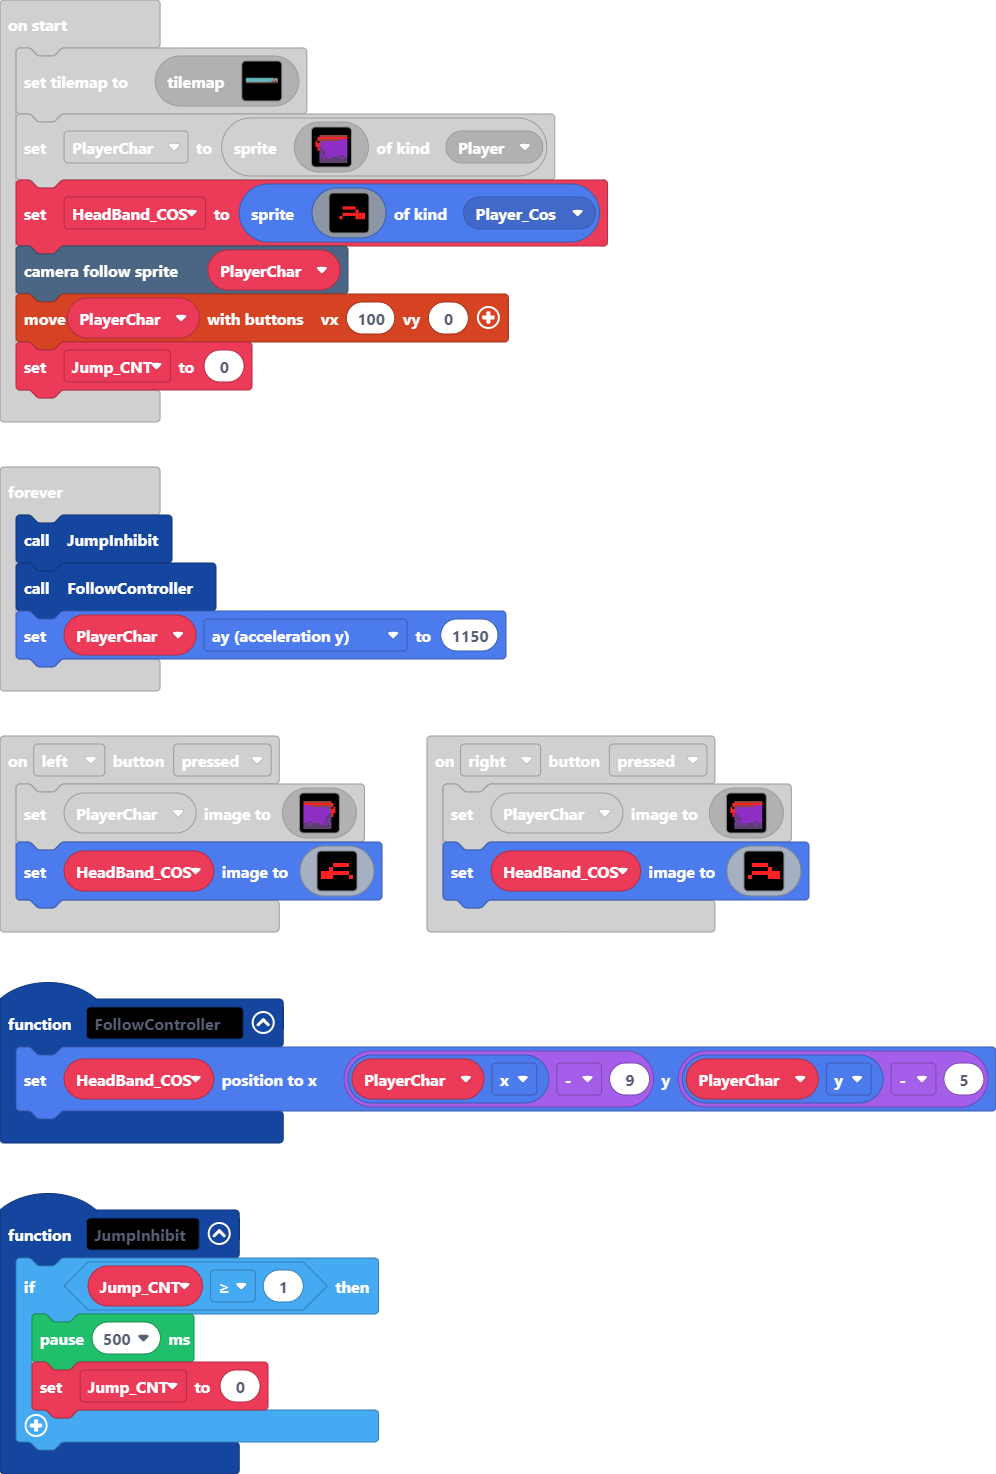 on start
set tilemap to tilemap
set PlayerChar to sprite of kind Player
set HeadBand_COS to sprite of kind Player_Cos
camera follow sprite PlayerChar
move PlayerChar with buttons vx 100 vy 0
set Jump_CNT to 0
forever
call JumpInhibit
call FollowController
set PlayerChar ay (acceleration y) to 1150
on left button pressed
set PlayerChar image to
set HeadBand_COS image to
on right button pressed
set PlayerChar image to
set HeadBand_COS image to
function FollowController
set HeadBand_COS position to x PlayerChar x - 9 y PlayerChar y - 5
function JumpInhibit
if Jump_CNT ≥ 1 then
pause 500 ms
set Jump_CNT to 0